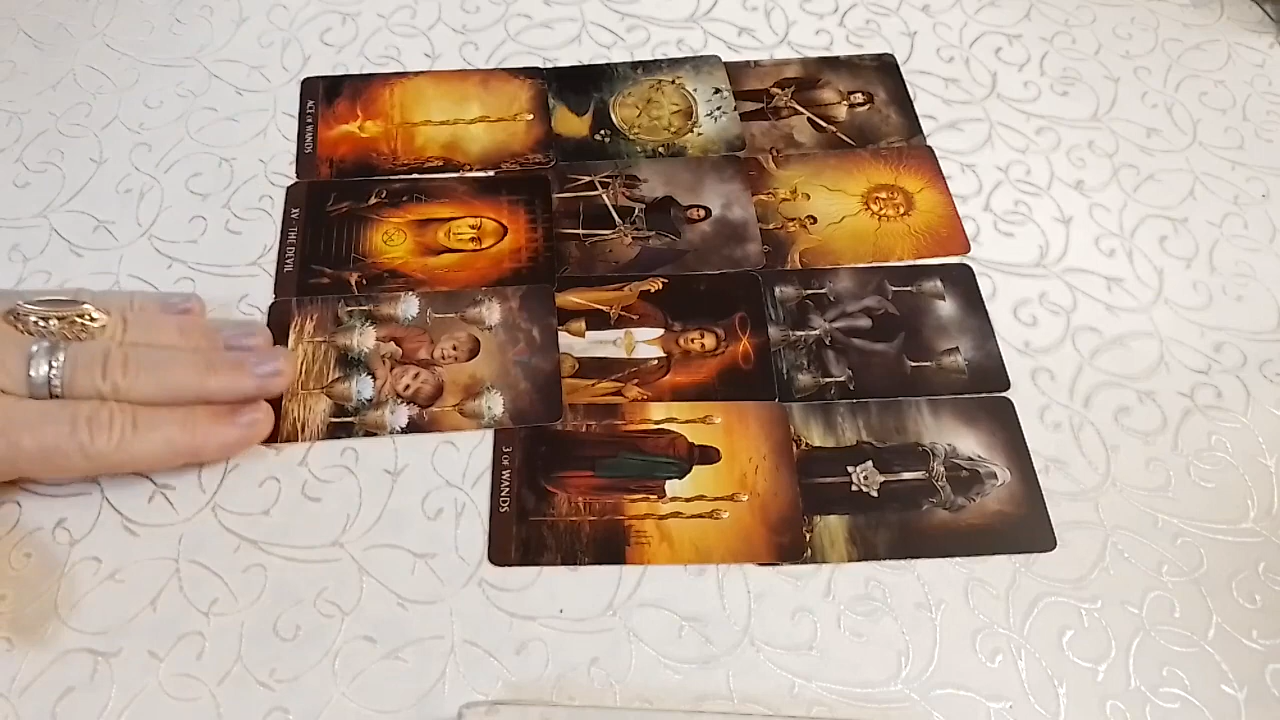 ACE OF WANDS
XV THE DEVIL
3 OF WANDS